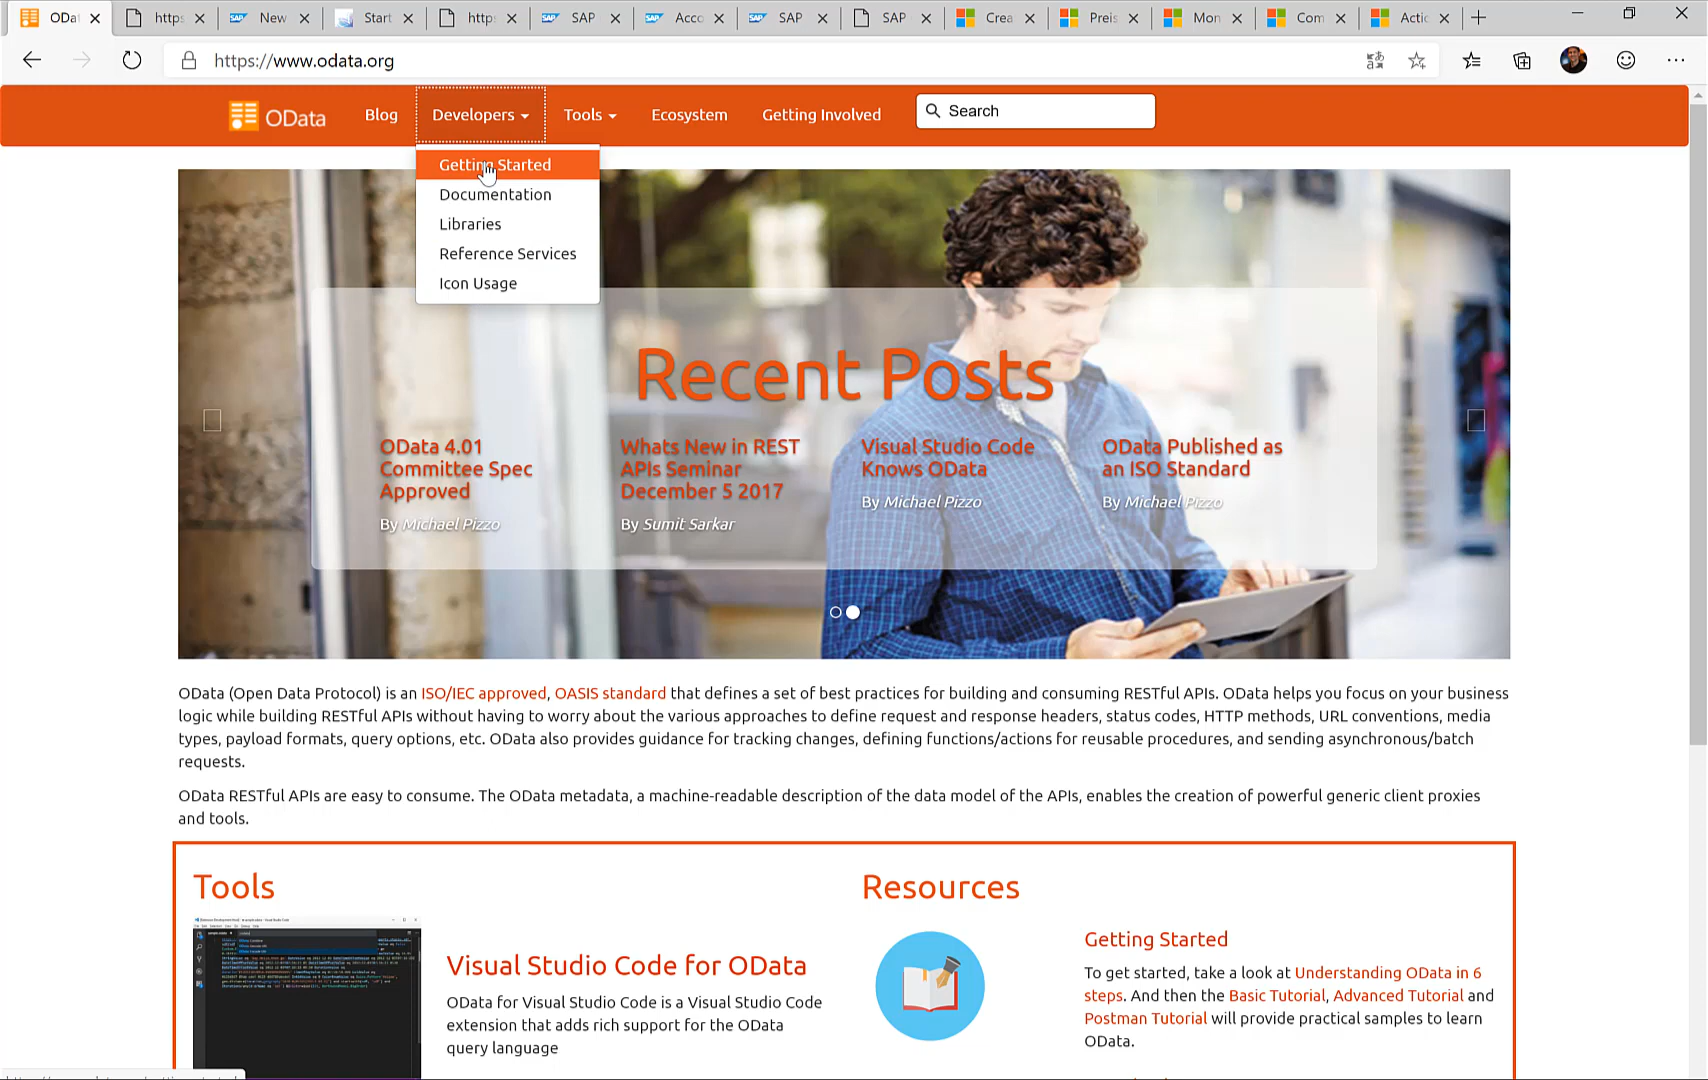 ODat
https
New
Start
https
SAP
Acco
SAP
SAP
Crea
Preis
Mon
Com
Actio
https://www.odata.org
OData
Blog
Developers
Tools
Ecosystem
Getting Involved
Search
Getting Started
Documentation
Libraries
Reference Services
Icon Usage
Recent Posts
OData 4.01
Committee Spec
Approved
By Michael Pizzo
Whats New in REST
APIs Seminar
December 5 2017
By Sumit Sarkar
Visual Studio Code
Knows OData
By Michael Pizzo
OData Published as
an ISO Standard
By Michael Pizzo
OData (Open Data Protocol) is an ISO/IEC approved, OASIS standard that defines a set of best practices for building and consuming RESTful APIs. OData helps you focus on your business
logic while building RESTful APIs without having to worry about the various approaches to define request and response headers, status codes, HTTP methods, URL conventions, media
types, payload formats, query options, etc. OData also provides guidance for tracking changes, defining functions/actions for reusable procedures, and sending asynchronous/batch
requests.
OData RESTful APIs are easy to consume. The OData metadata, a machine-readable description of the data model of the APIs, enables the creation of powerful generic client proxies
and tools.
Tools
Visual Studio Code for OData
OData for Visual Studio Code is a Visual Studio Code
extension that adds rich support for the OData
query language
Resources
Getting Started
To get started, take a look at Understanding OData in 6
steps. And then the Basic Tutorial, Advanced Tutorial and
Postman Tutorial will provide practical samples to learn
OData.